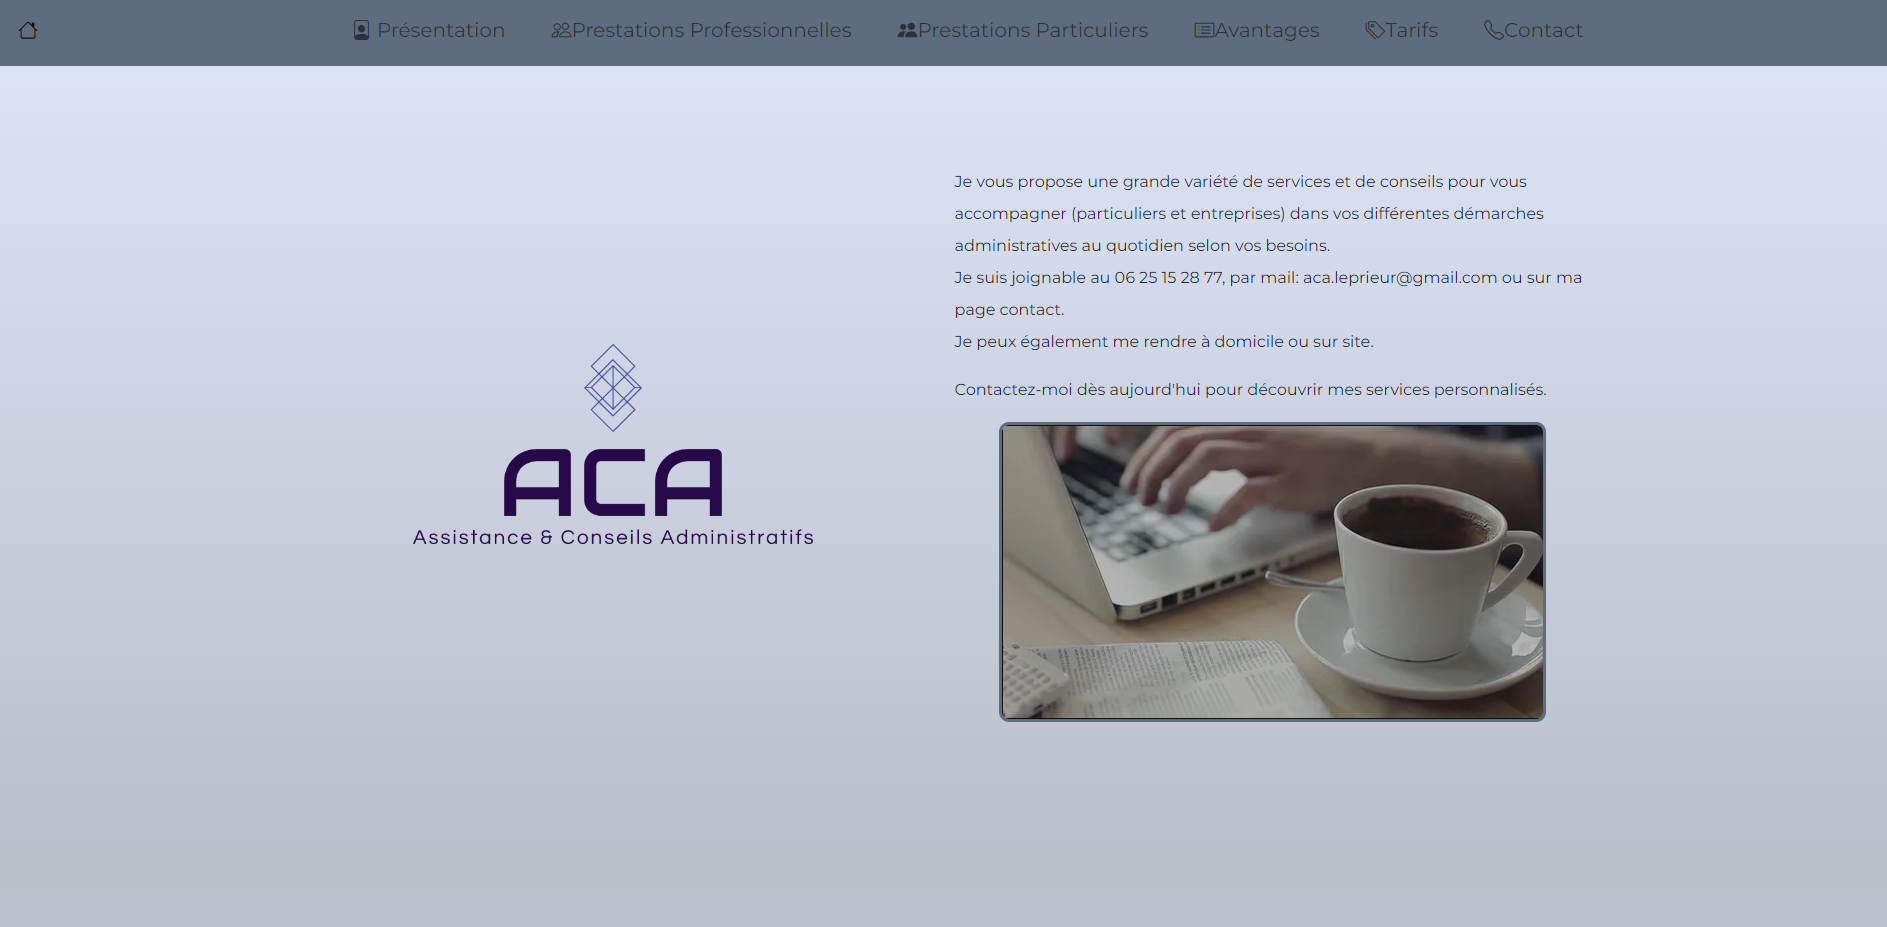 Présentation Prestations Professionnelles Prestations Particuliers Avantages Tarifs Contact
Je vous propose une grande variété de services et de conseils pour vous
accompagner (particuliers et entreprises) dans vos différentes démarches
administratives au quotidien selon vos besoins.
Je suis joignable au 06 25 15 28 77, par mail: aca.leprieur@gmail.com ou sur ma
page contact.
Je peux également me rendre à domicile ou sur site.
Contactez-moi dès aujourd'hui pour découvrir mes services personnalisés.
ACA
Assistance & Conseils Administratifs